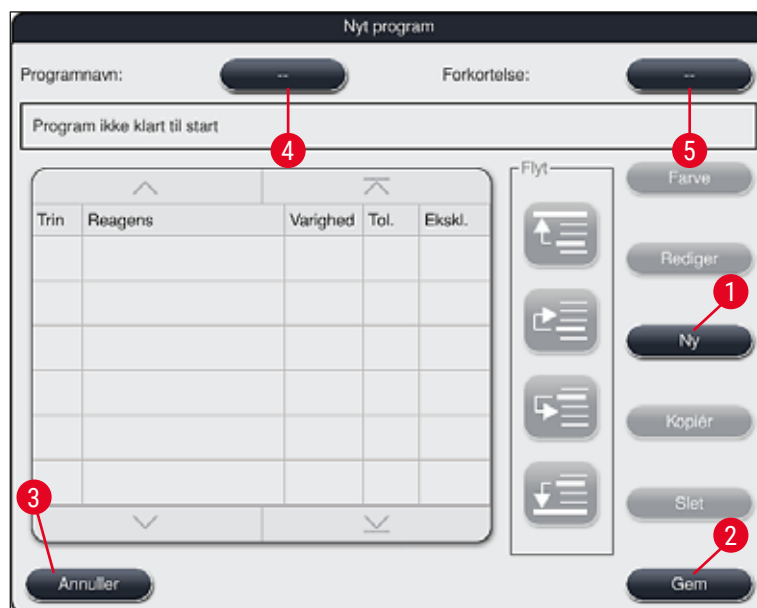 Nyt program
Programnavn: -- Forkortelse: --
Program ikke klart til start
4
5
Flyt
Farve
Trin Reagens Varighed Tol. Ekskl.
Rediger
1
Ny
Kopiér
Slet
3
2
Annuller
Gem